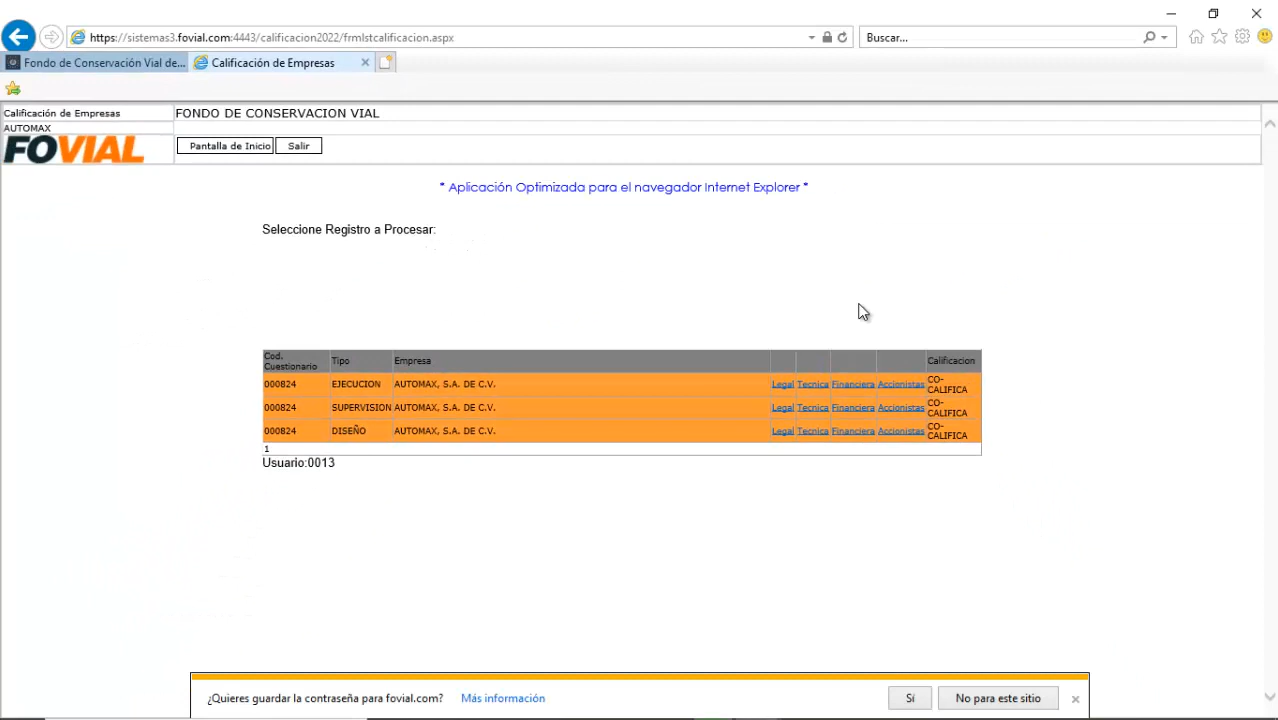 https://sistemas3.fovial.com:4443/calificacion2022/frmlstcalificacion.aspx
Buscar...
Fondo de Conservación Vial de...
Calificación de Empresas
Calificación de Empresas
FONDO DE CONSERVACION VIAL
AUTOMAX
FOVIAL
Pantalla de Inicio
Salir
* Aplicación Optimizada para el navegador Internet Explorer *
Seleccione Registro a Procesar:
Cod. Cuestionario Tipo Empresa Calificacion
000824 EJECUCION AUTOMAX, S.A. DE C.V. Legal Tecnica Financiera Accionistas CO-CALIFICA
000824 SUPERVISION AUTOMAX, S.A. DE C.V. Legal Tecnica Financiera Accionistas CO-CALIFICA
000824 DISEÑO AUTOMAX, S.A. DE C.V. Legal Tecnica Financiera Accionistas CO-CALIFICA
1
Usuario:0013
¿Quieres guardar la contraseña para fovial.com? Más información Sí No para este sitio